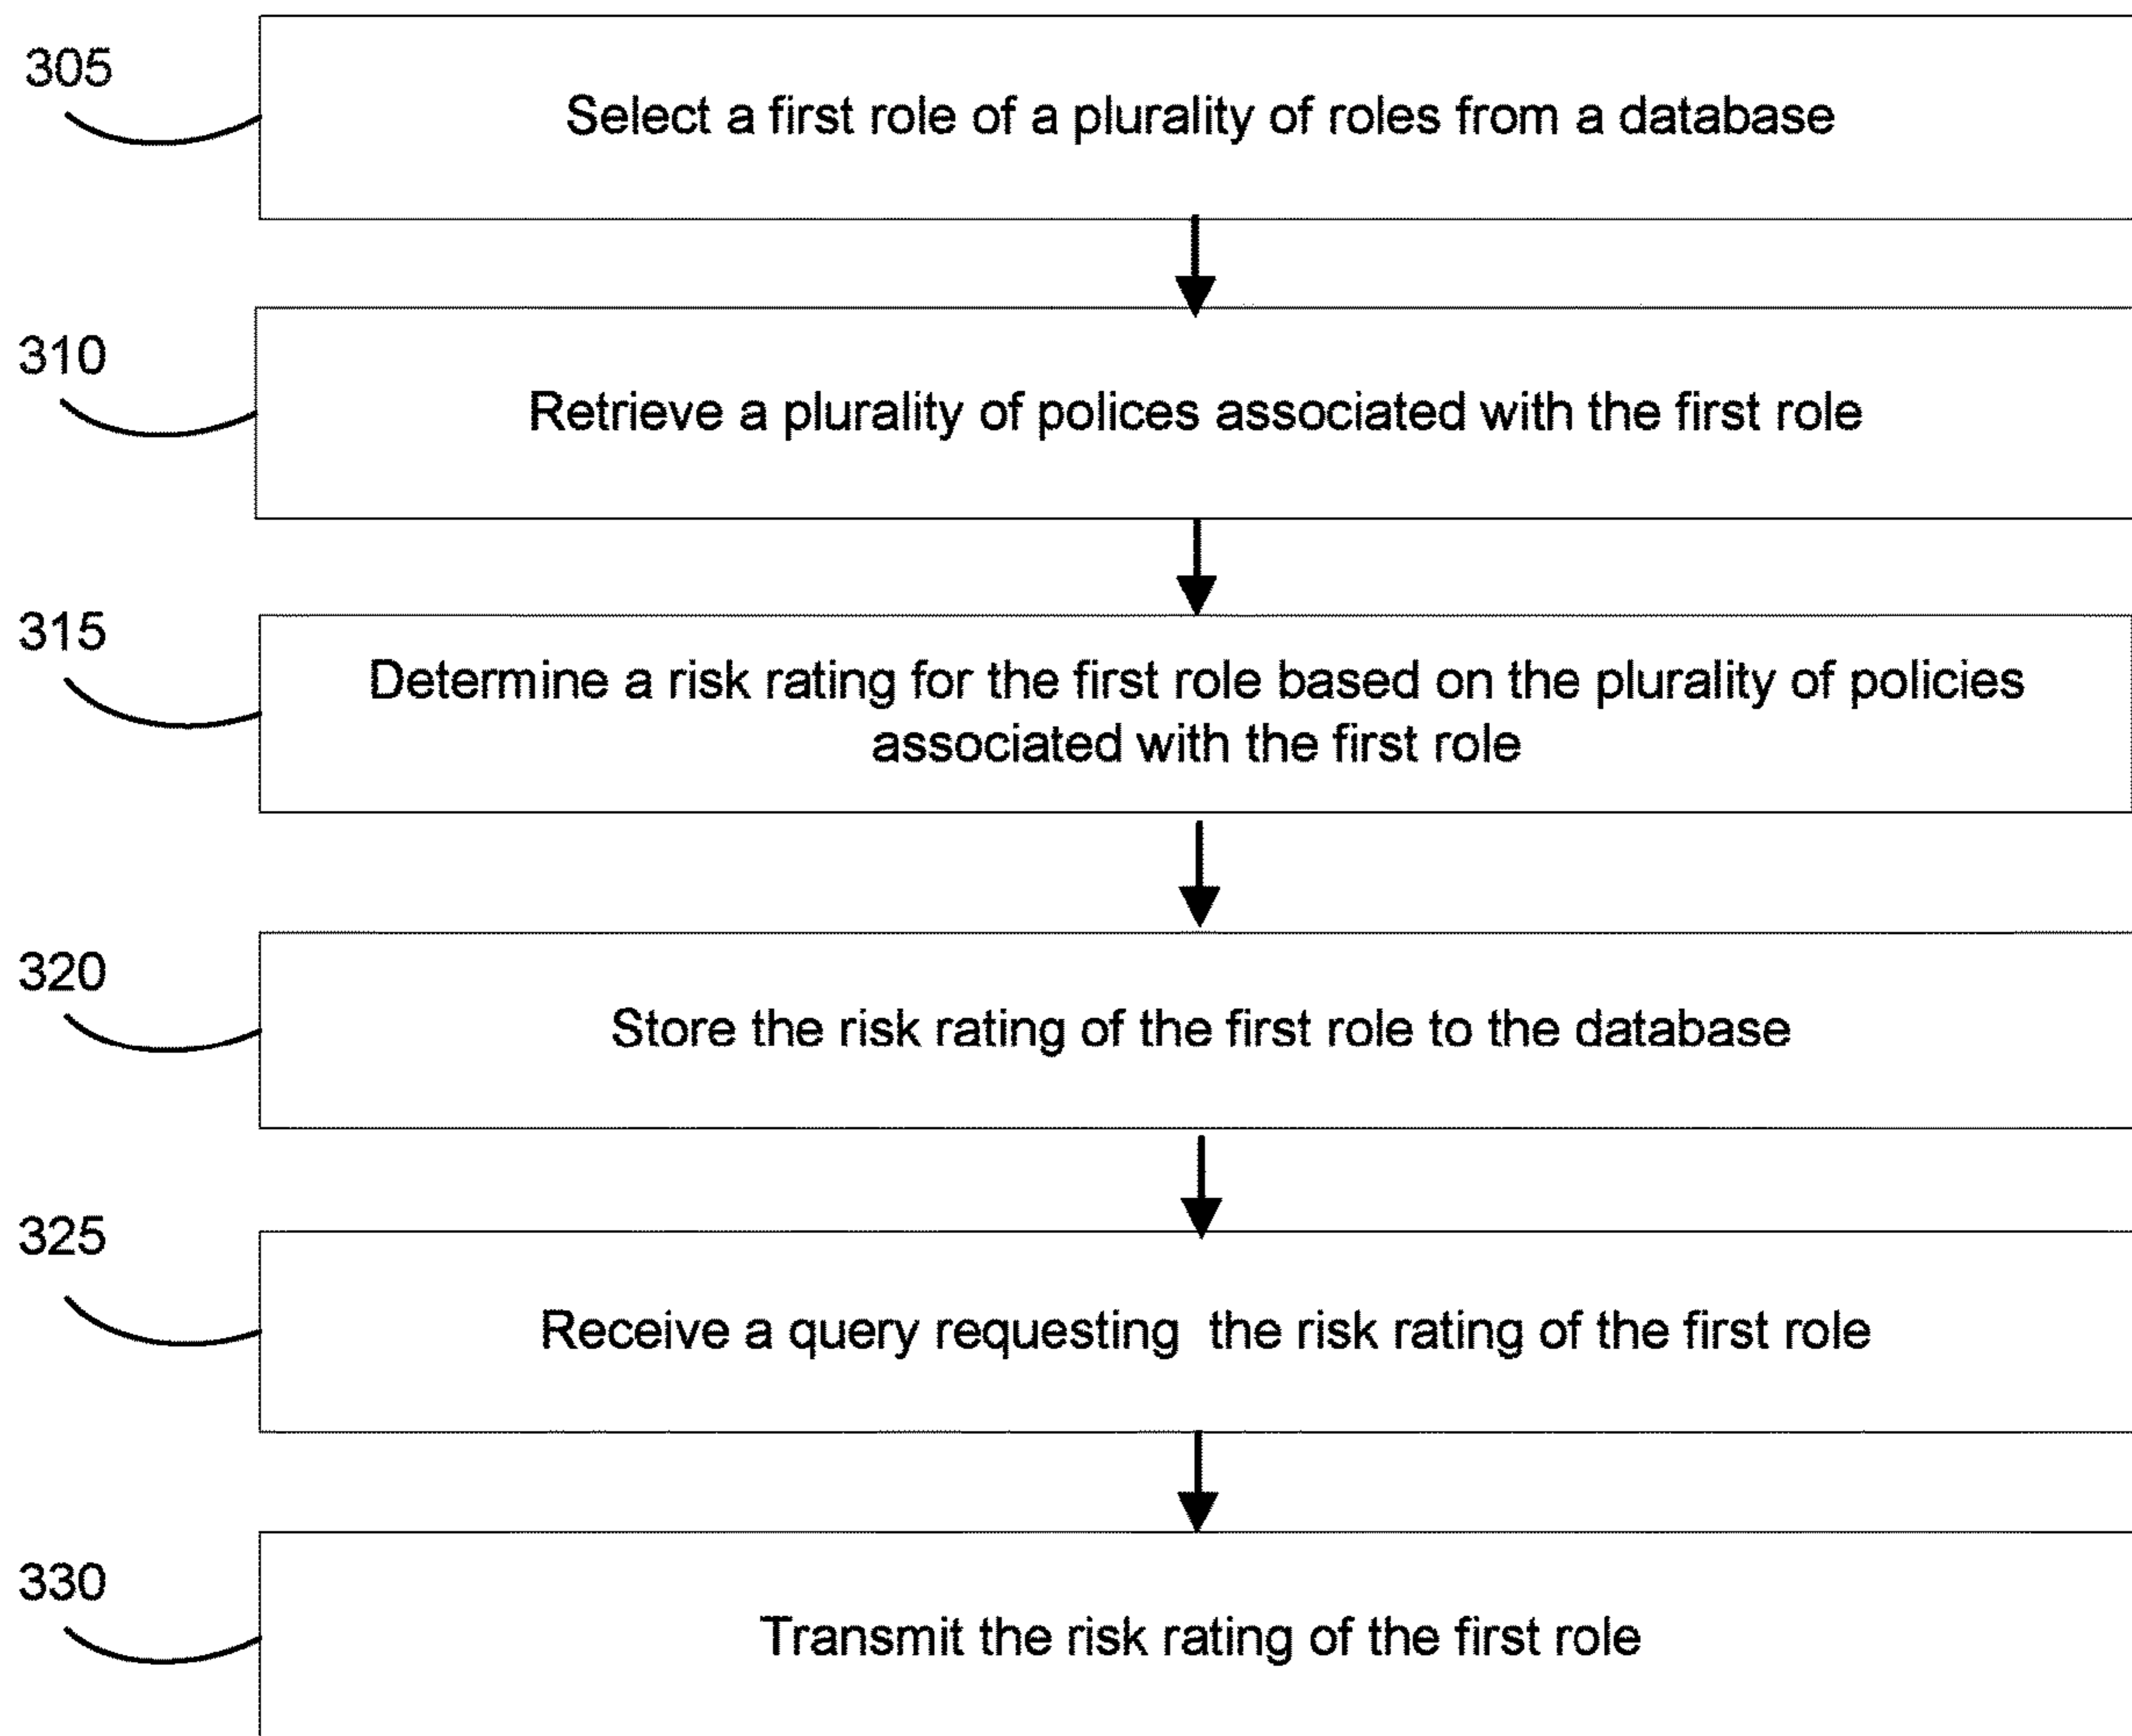 305
Select a first role of a plurality of roles from a database
310
Retrieve a plurality of polices associated with the first role
315
Determine a risk rating for the first role based on the plurality of policies
associated with the first role
320
Store the risk rating of the first role to the database
325
Receive a query requesting  the risk rating of the first role
330
Transmit the risk rating of the first role